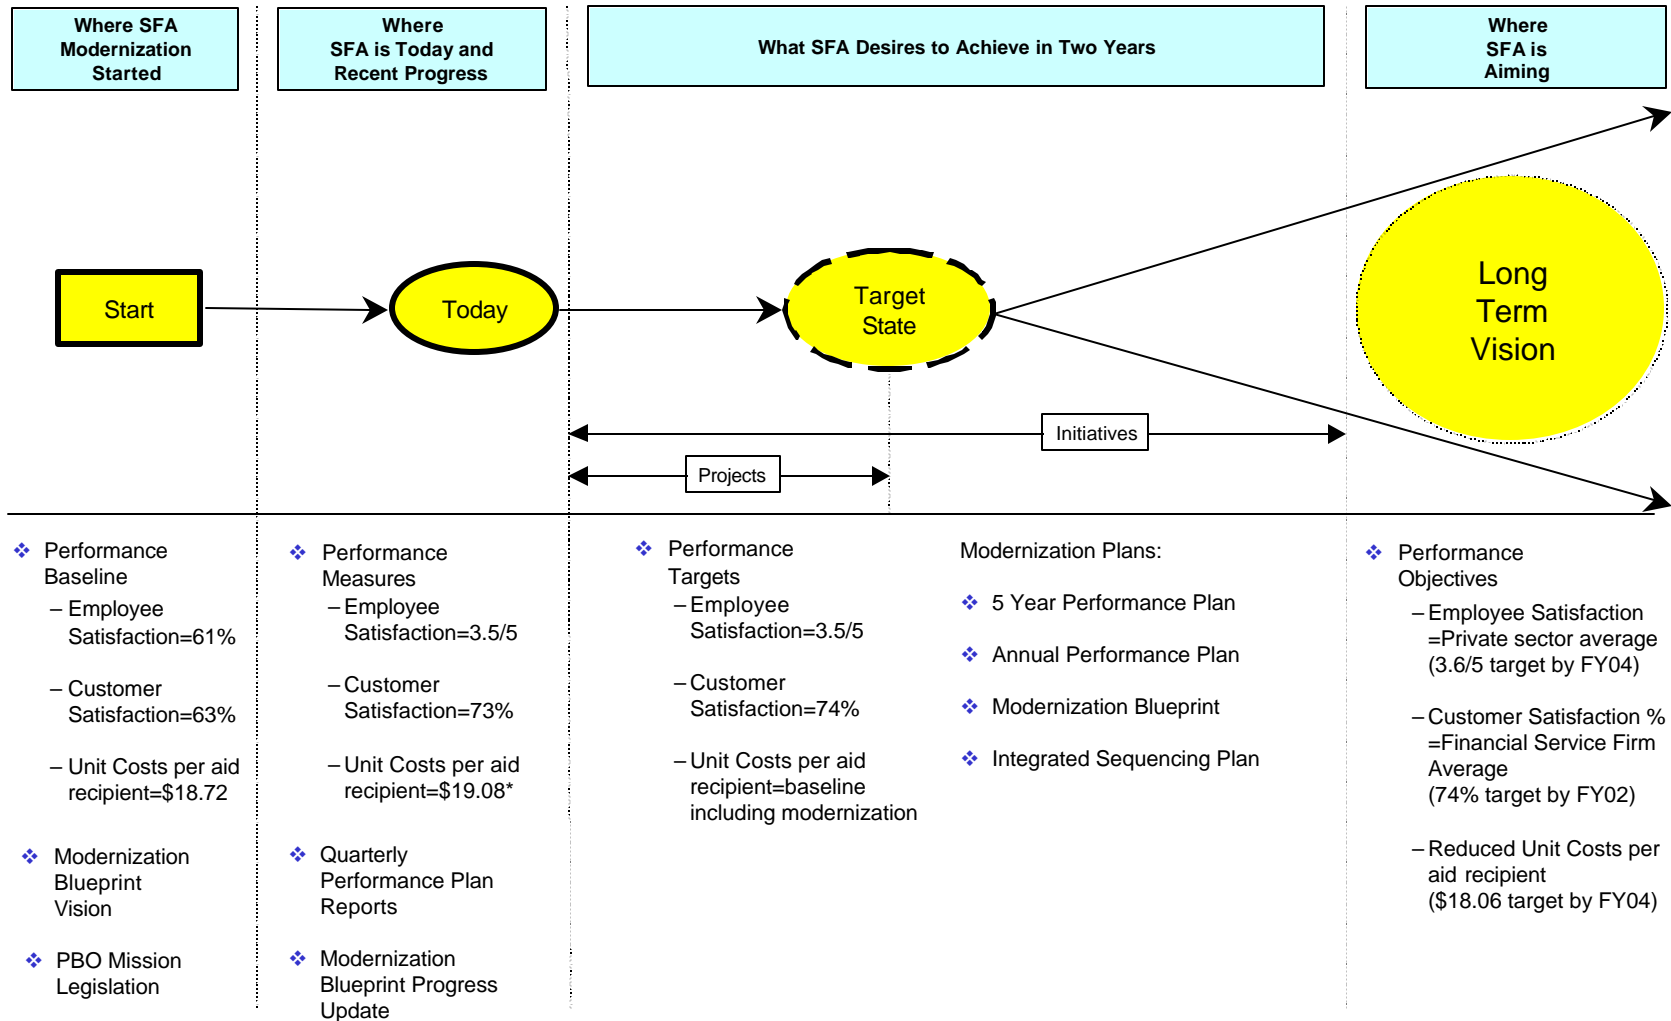 Where SFA
Modernization
Started
Where
SFA is Today and
Recent Progress
What SFA Desires to Achieve in Two Years
Where
SFA is
Aiming
Start
Today
Target
State
Long
Term
Vision
Initiatives
Projects
❖ Performance
Baseline
– Employee
Satisfaction=61%
– Customer
Satisfaction=63%
– Unit Costs per aid
recipient=$18.72
❖ Modernization
Blueprint
Vision
❖ PBO Mission
Legislation
❖ Performance
Measures
– Employee
Satisfaction=3.5/5
– Customer
Satisfaction=73%
– Unit Costs per aid
recipient=$19.08*
❖ Quarterly
Performance Plan
Reports
❖ Modernization
Blueprint Progress
Update
❖ Performance
Targets
– Employee
Satisfaction=3.5/5
– Customer
Satisfaction=74%
– Unit Costs per aid
recipient=baseline
including modernization
Modernization Plans:
❖ 5 Year Performance Plan
❖ Annual Performance Plan
❖ Modernization Blueprint
❖ Integrated Sequencing Plan
❖ Performance
Objectives
– Employee Satisfaction
=Private sector average
(3.6/5 target by FY04)
– Customer Satisfaction %
=Financial Service Firm
Average
(74% target by FY02)
– Reduced Unit Costs per
aid recipient
($18.06 target by FY04)